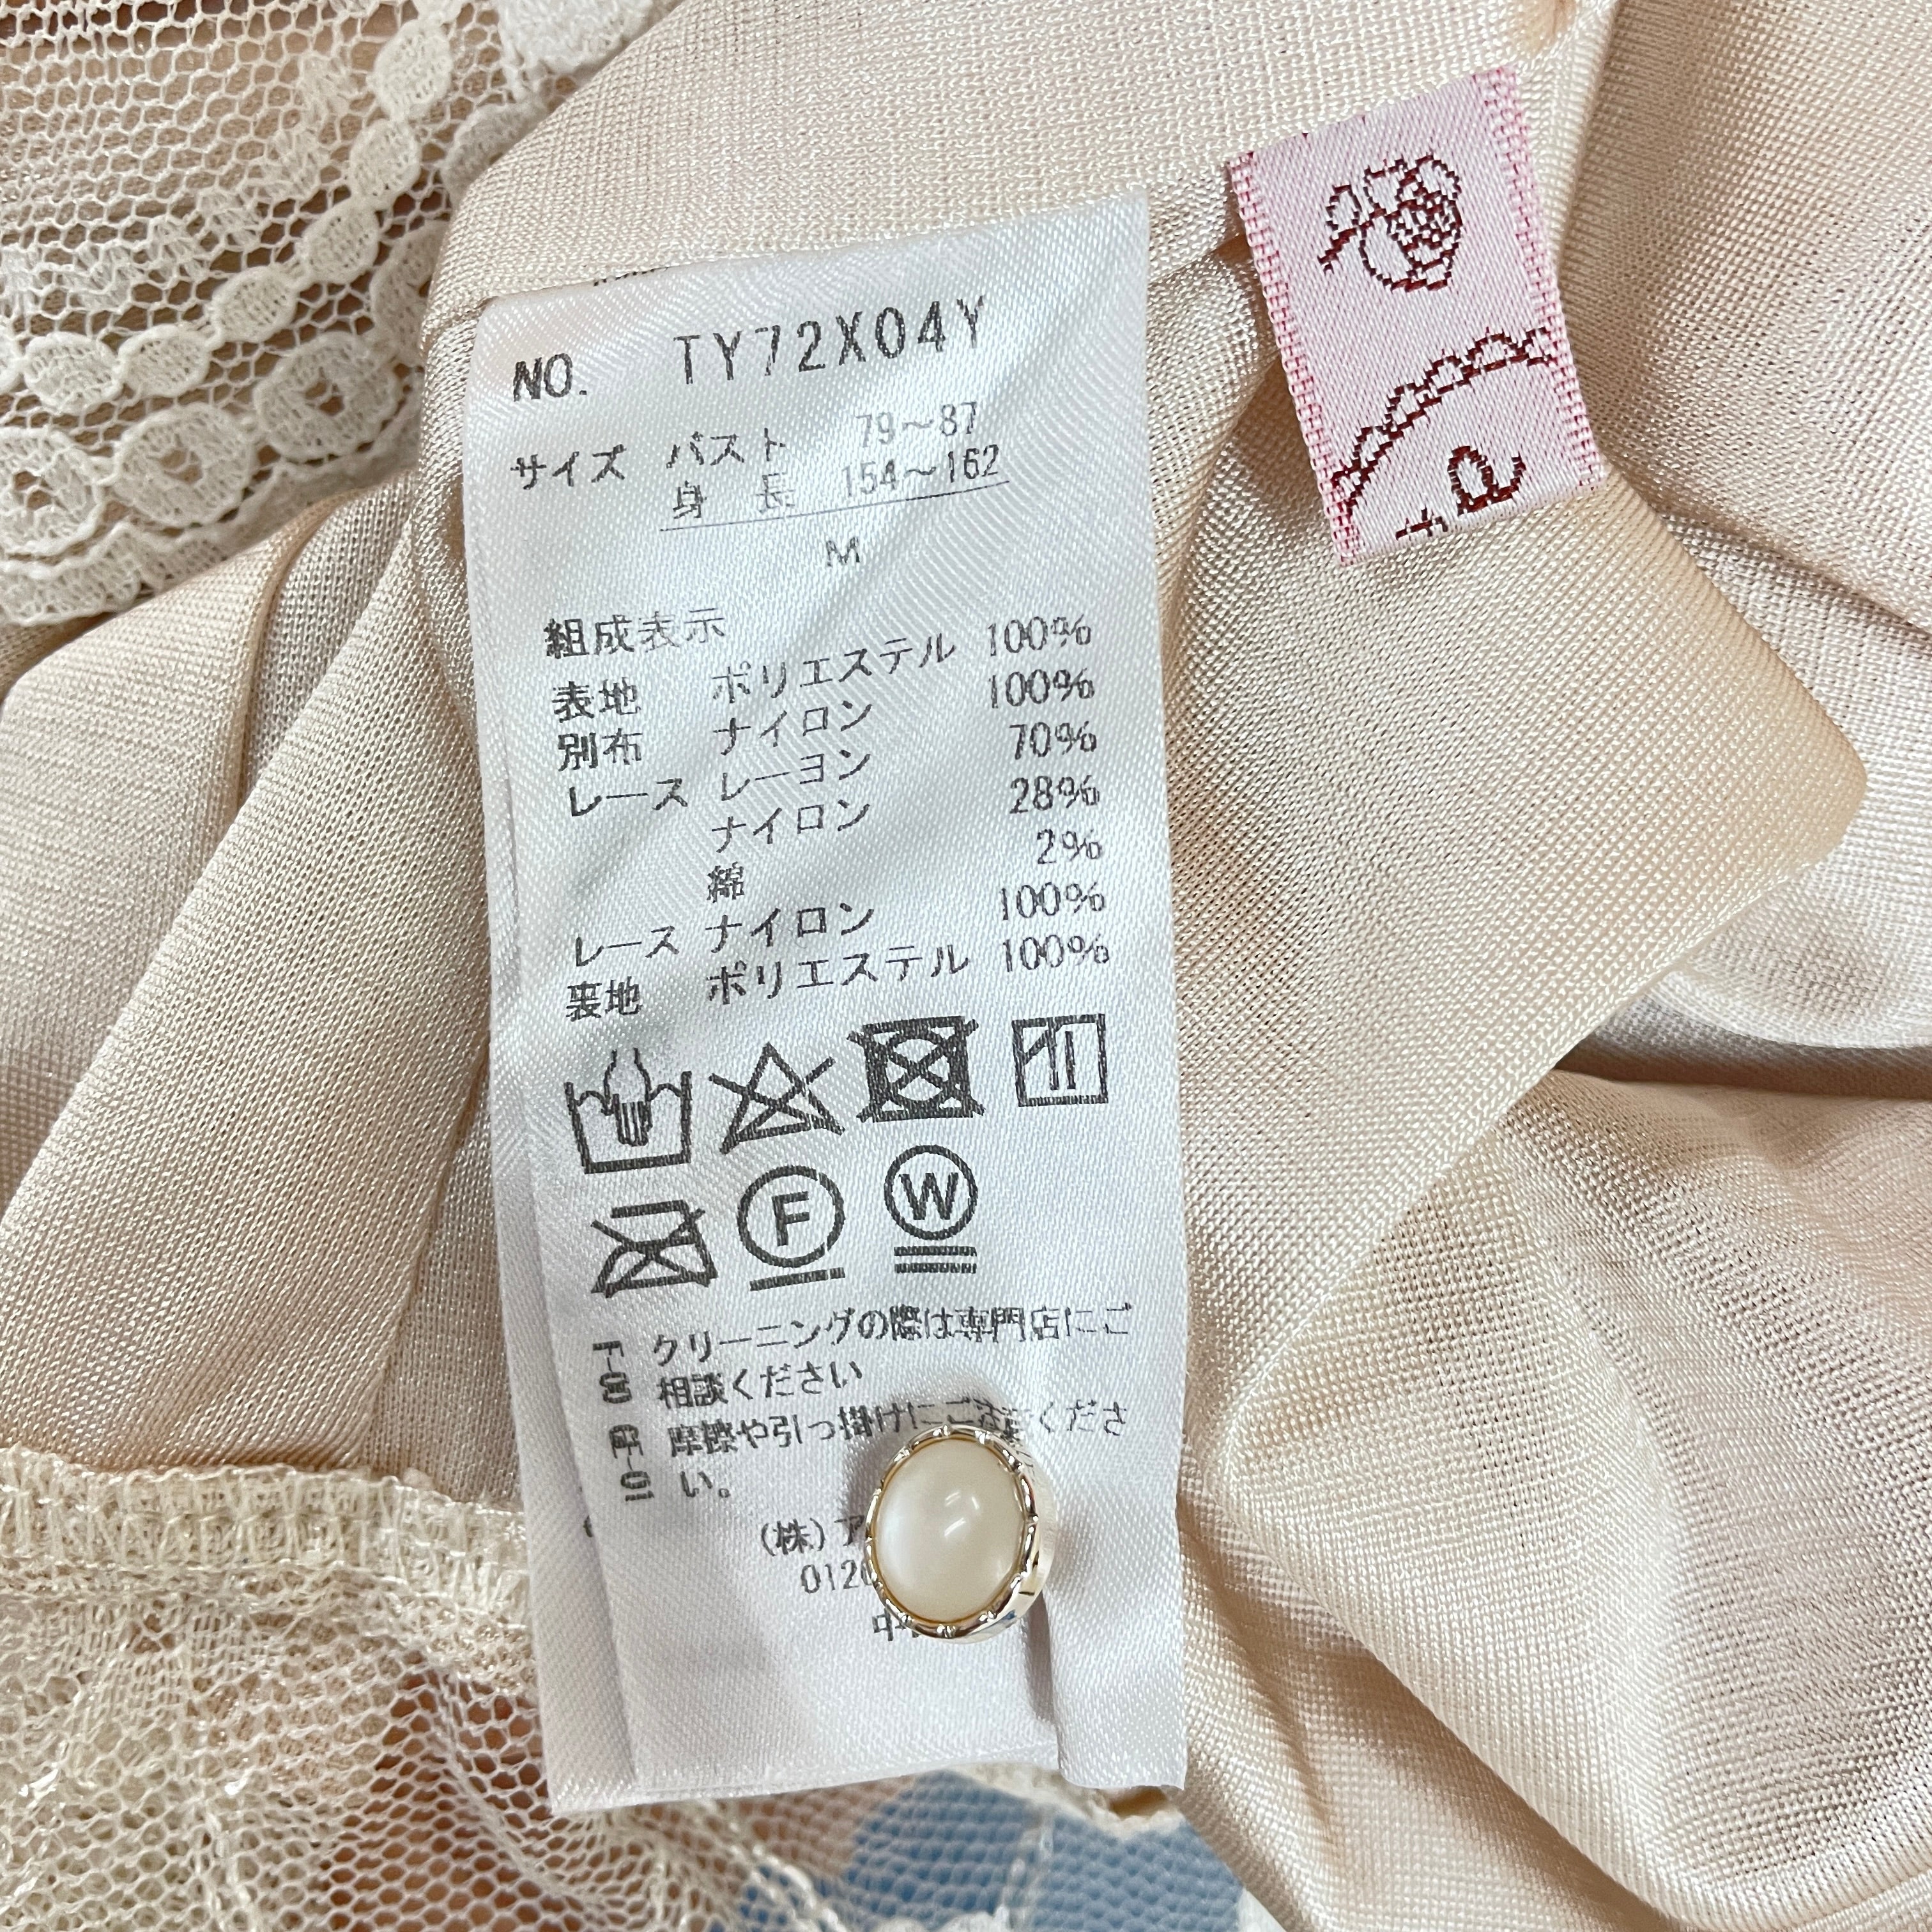 NO. TY72X04Y
サイズ バスト 79～87
身 長 154～162
M
組成表示
表地 ポリエステル 100%
別布 ナイロン 100%
レース レーヨン 70%
ナイロン 28%
綿 2%
レース ナイロン 100%
裏地 ポリエステル 100%
F
W
クリーニングの際は専門店にご
相談ください
摩擦や引っ掛けにご注意くださ
い。
(株)ア
0120